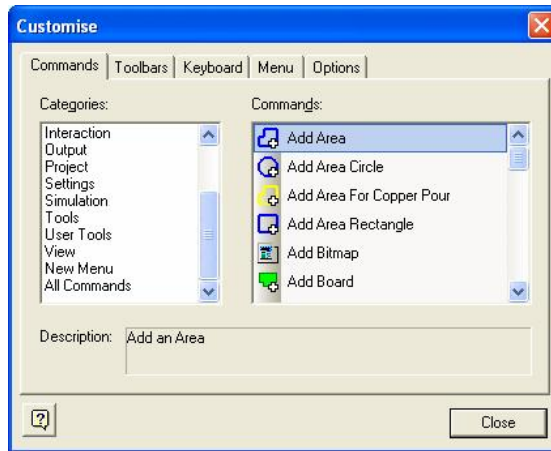 Customise
Commands Toolbars Keyboard Menu Options
Categories:
Interaction
Output
Project
Settings
Simulation
Tools
User Tools
View
New Menu
All Commands
Commands:
Add Area
Add Area Circle
Add Area For Copper Pour
Add Area Rectangle
Add Bitmap
Add Board
Description: Add an Area
Close